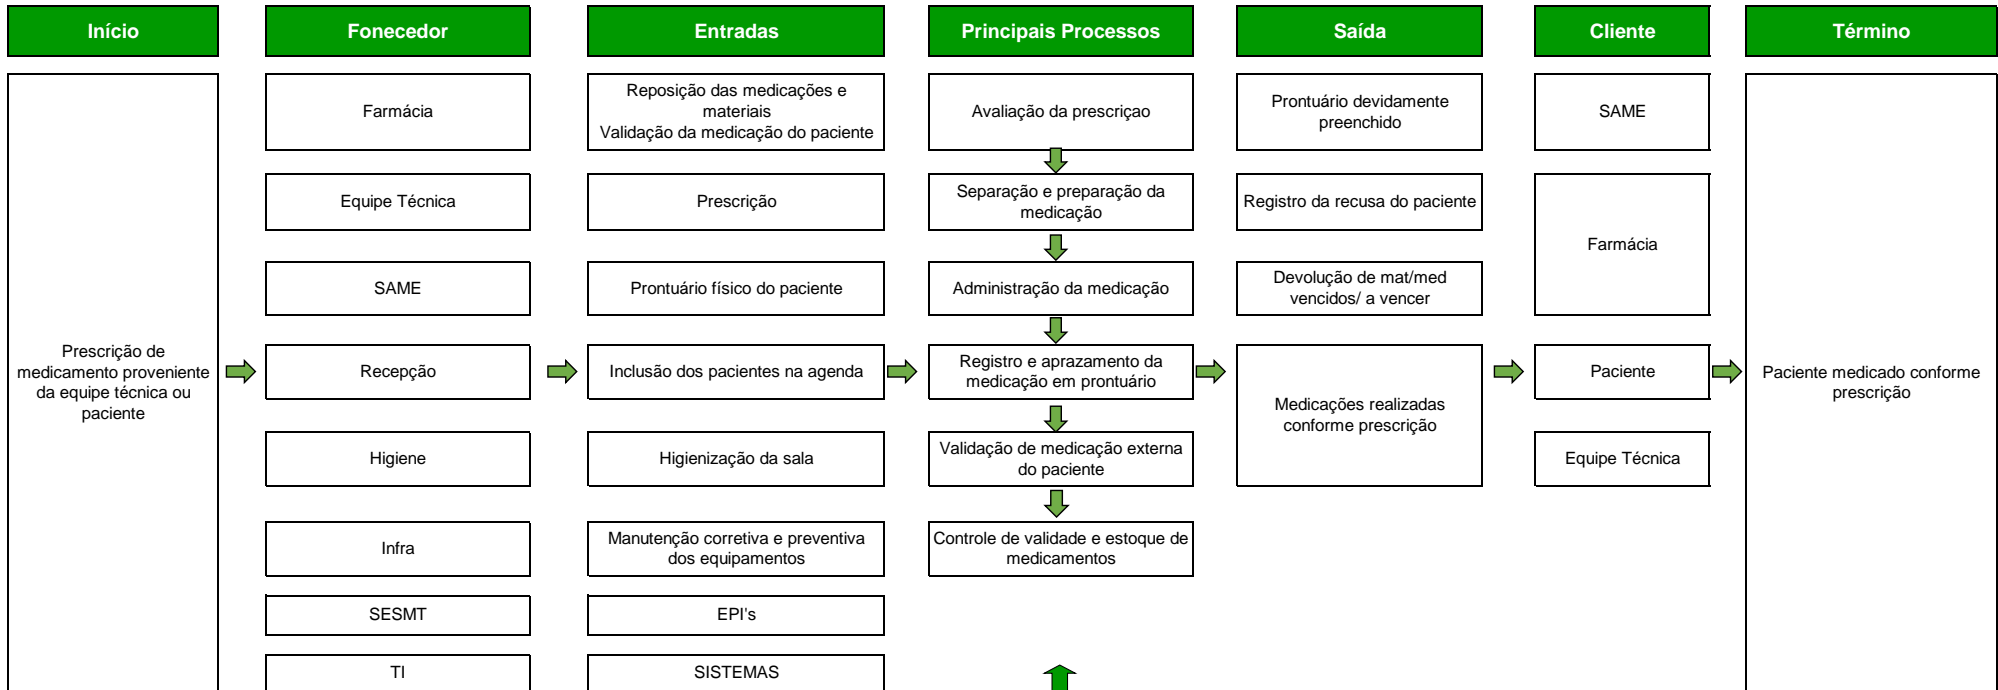 Início
Fonecedor
Entradas
Principais Processos
Saída
Cliente
Término
Prescrição de
medicamento proveniente
da equipe técnica ou
paciente
Farmácia
Equipe Técnica
SAME
Recepção
Higiene
Infra
SESMT
TI
Reposição das medicações e
materiais
Validação da medicação do paciente
Prescrição
Prontuário físico do paciente
Inclusão dos pacientes na agenda
Higienização da sala
Manutenção corretiva e preventiva
dos equipamentos
EPI's
SISTEMAS
Avaliação da prescriçao
Separação e preparação da
medicação
Administração da medicação
Registro e aprazamento da
medicação em prontuário
Validação de medicação externa
do paciente
Controle de validade e estoque de
medicamentos
Prontuário devidamente
preenchido
Registro da recusa do paciente
Devolução de mat/med
vencidos/ a vencer
Medicações realizadas
conforme prescrição
SAME
Farmácia
Paciente
Equipe Técnica
Paciente medicado conforme
prescrição